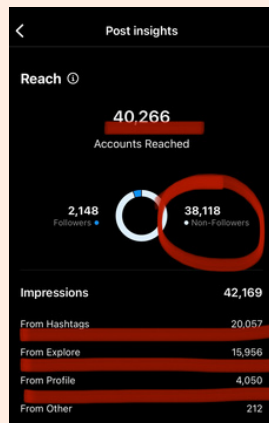 Post insights
Reach
40,266
Accounts Reached
2,148 38,118
Followers Non-Followers
Impressions 42,169
From Hashtags 20,057
From Explore 15,956
From Profile 4,050
From Other 212